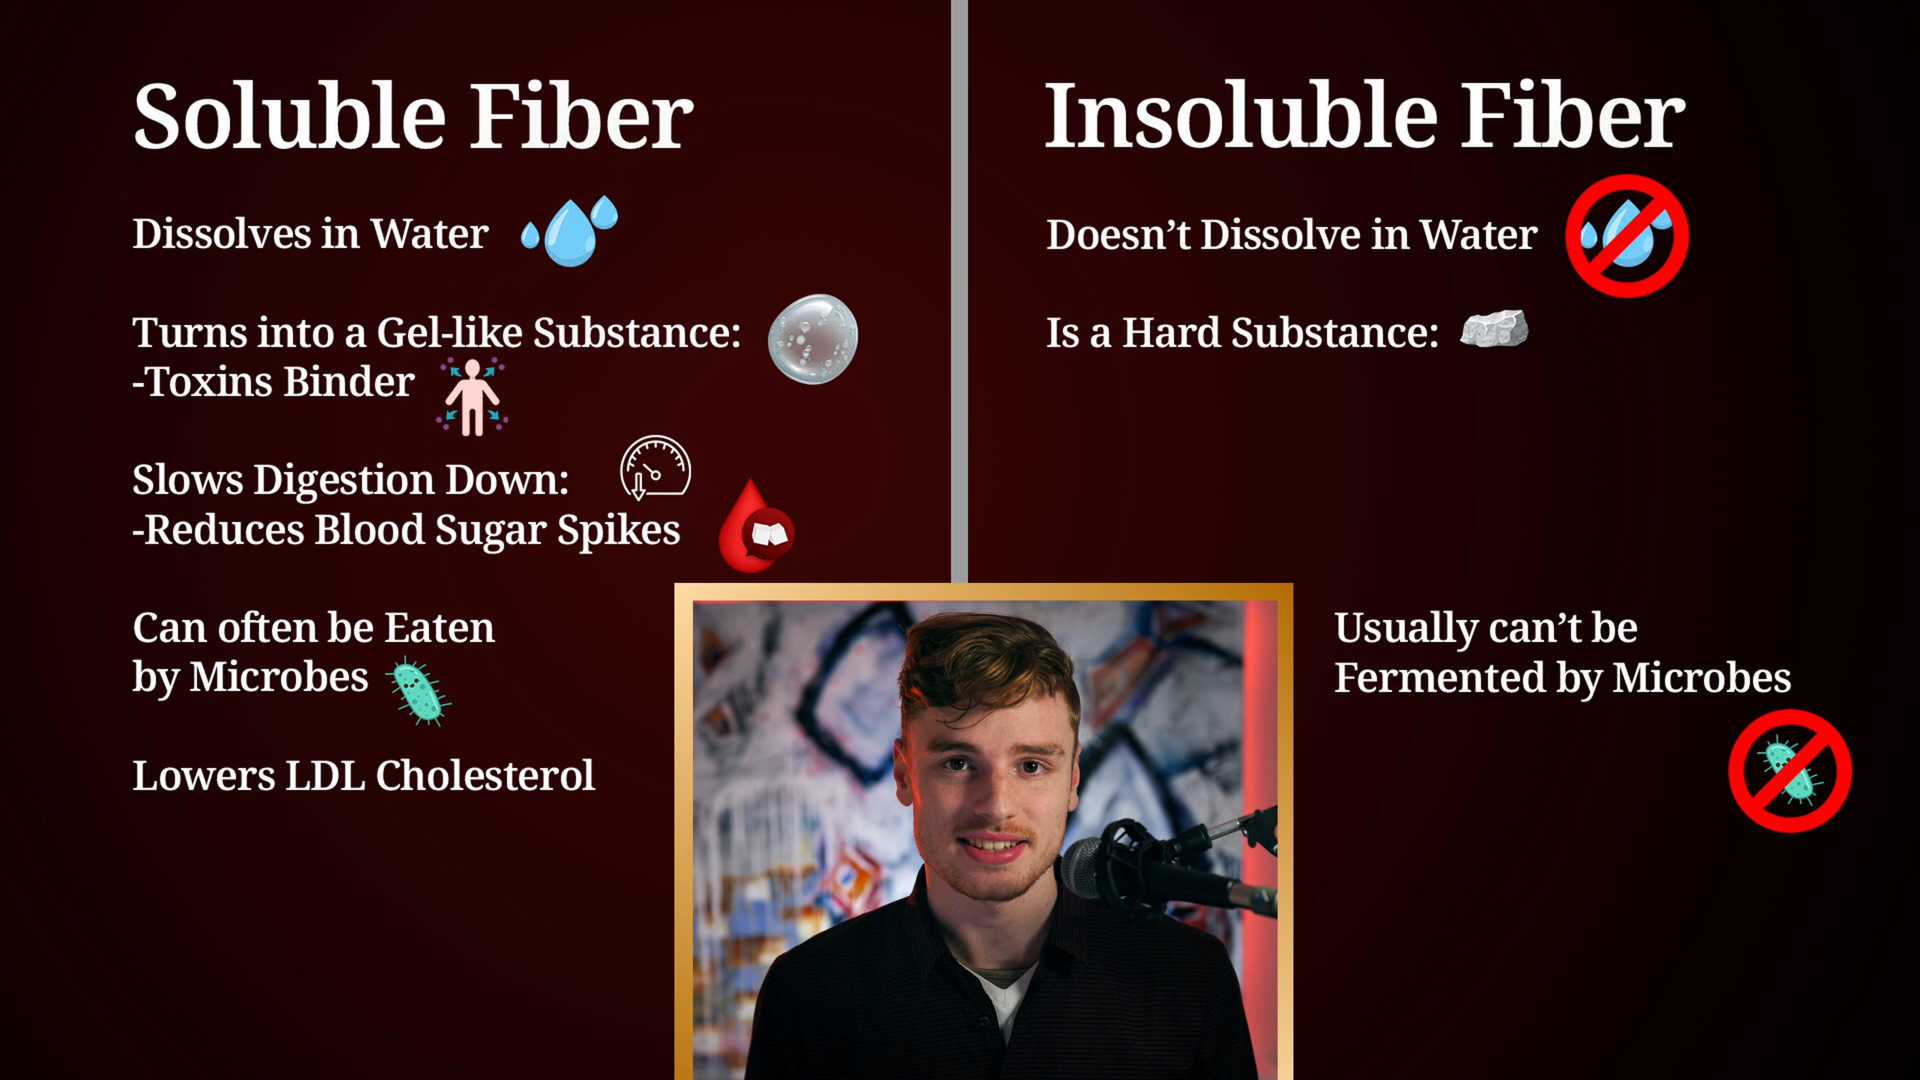 Soluble Fiber
Dissolves in Water
Turns into a Gel-like Substance:
-Toxins Binder
Slows Digestion Down:
-Reduces Blood Sugar Spikes
Can often be Eaten
by Microbes
Lowers LDL Cholesterol
Insoluble Fiber
Doesn’t Dissolve in Water
Is a Hard Substance:
Usually can’t be
Fermented by Microbes